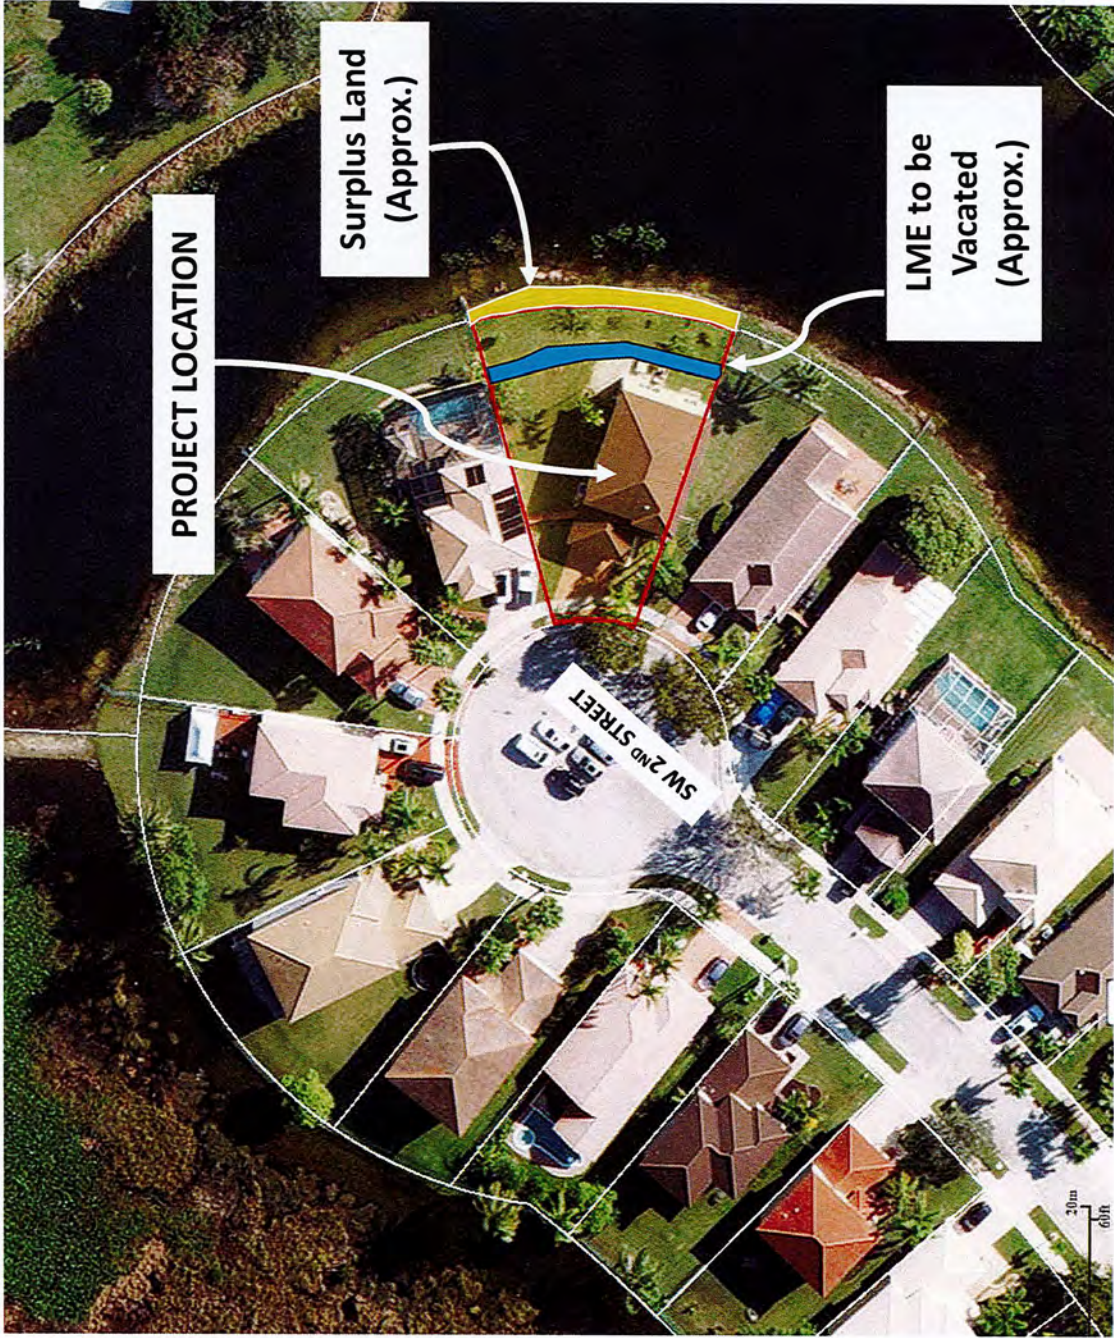 PROJECT LOCATION
Surplus Land
(Approx.)
LME to be
Vacated
(Approx.)
SW 2ND STREET
20m
60ft